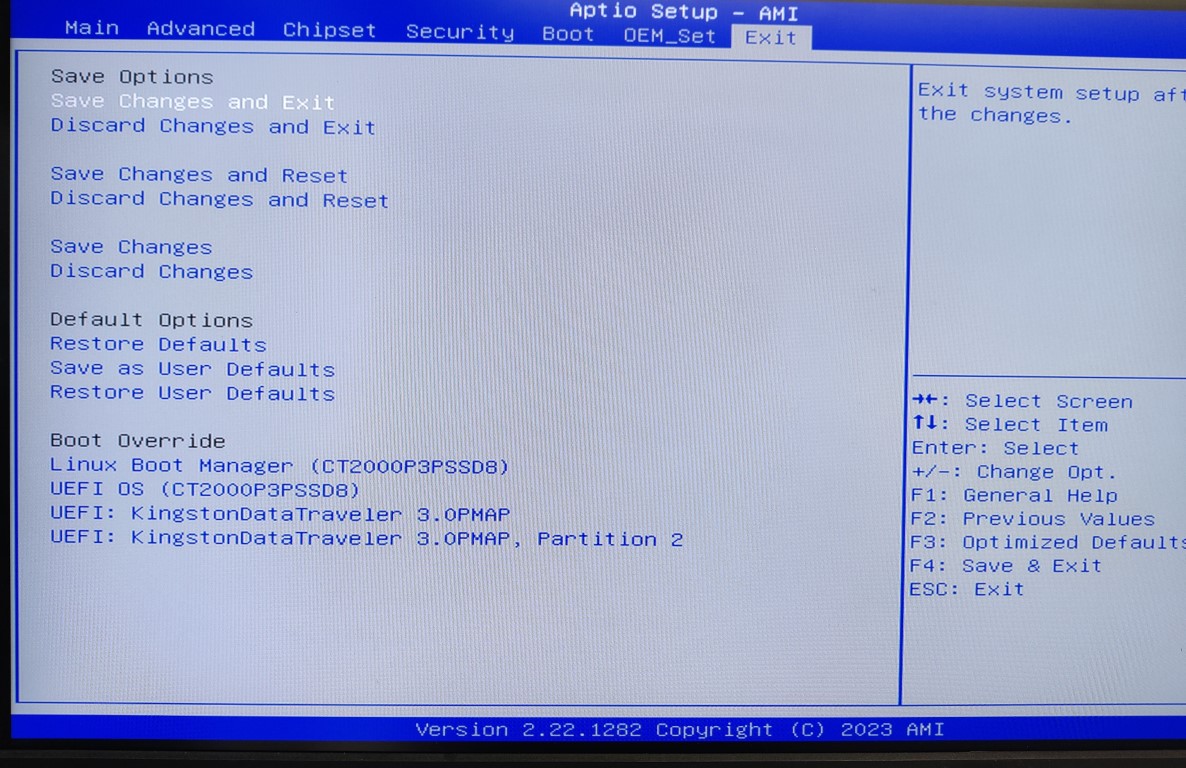 Aptio Setup - AMI
Main Advanced Chipset Security Boot OEM_Set Exit
Save Options
Save Changes and Exit
Discard Changes and Exit
Save Changes and Reset
Discard Changes and Reset
Save Changes
Discard Changes
Default Options
Restore Defaults
Save as User Defaults
Restore User Defaults
Boot Override
Linux Boot Manager (CT2000P3PSSD8)
UEFI OS (CT2000P3PSSD8)
UEFI: KingstonDataTraveler 3.0PMAP
UEFI: KingstonDataTraveler 3.0PMAP, Partition 2
Exit system setup
the changes.
→←: Select Screen
↑↓: Select Item
Enter: Select
+/-: Change Opt.
F1: General Help
F2: Previous Values
F3: Optimized Defaults
F4: Save & Exit
ESC: Exit
Version 2.22.1282 Copyright (C) 2023 AMI